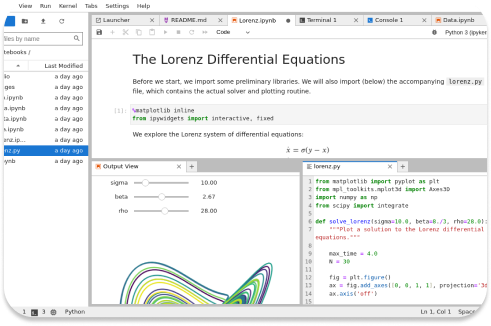 View Run Kernel Tabs Settings Help
files by name
tebooks /
Last Modified
a day ago
ges a day ago
.ipynb a day ago
a.ipynb a day ago
ta.ipynb a day ago
s.ipynb a day ago
enz.ip... a day ago
nz.py a day ago
ynb a day ago
Launcher README.md Lorenz.ipynb Terminal 1 Console 1 Data.ipynb
Code Python 3 (ipyker
The Lorenz Differential Equations
Before we start, we import some preliminary libraries. We will also import (below) the accompanying lorenz.py
file, which contains the actual solver and plotting routine.
[1]: %matplotlib inline
from ipywidgets import interactive, fixed
We explore the Lorenz system of differential equations:
ẋ = σ(y − x)
Output View
sigma 10.00
beta 2.67
rho 28.00
lorenz.py
1 from matplotlib import pyplot as plt
2 from mpl_toolkits.mplot3d import Axes3D
3 import numpy as np
4 from scipy import integrate
5
6 def solve_lorenz(sigma=10.0, beta=8./3, rho=28.0):
7 """Plot a solution to the Lorenz differential
equations."""
8
9 max_time = 4.0
10 N = 30
11
12 fig = plt.figure()
13 ax = fig.add_axes([0, 0, 1, 1], projection='3d
14 ax.axis('off')
15
1 3 Python Ln 1, Col 1 Spaces